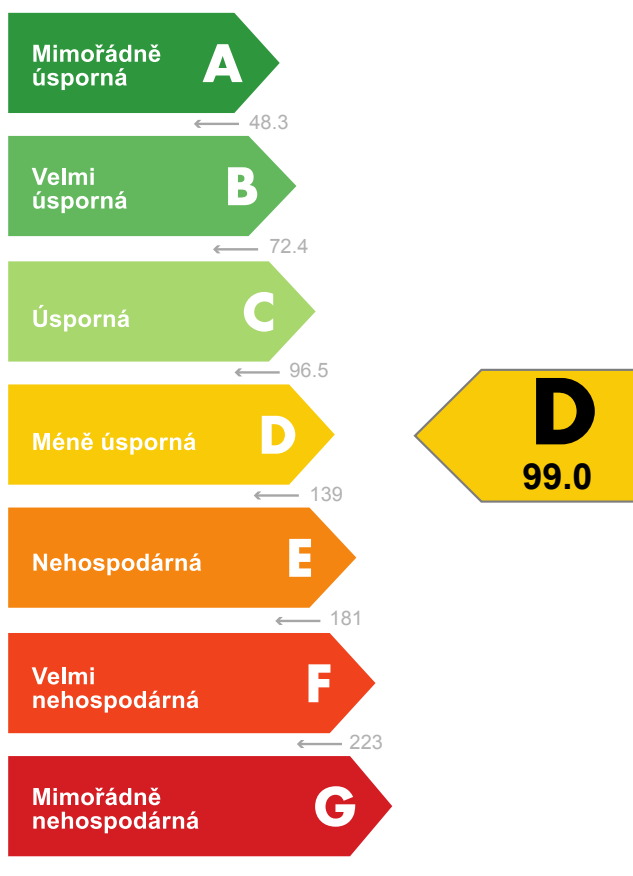 Mimořádně
úsporná
A
← 48.3
Velmi
úsporná
B
← 72.4
Úsporná
C
← 96.5
Méně úsporná
D
← 139
D
99.0
Nehospodárná
E
← 181
Velmi
nehospodárná
F
← 223
Mimořádně
nehospodárná
G